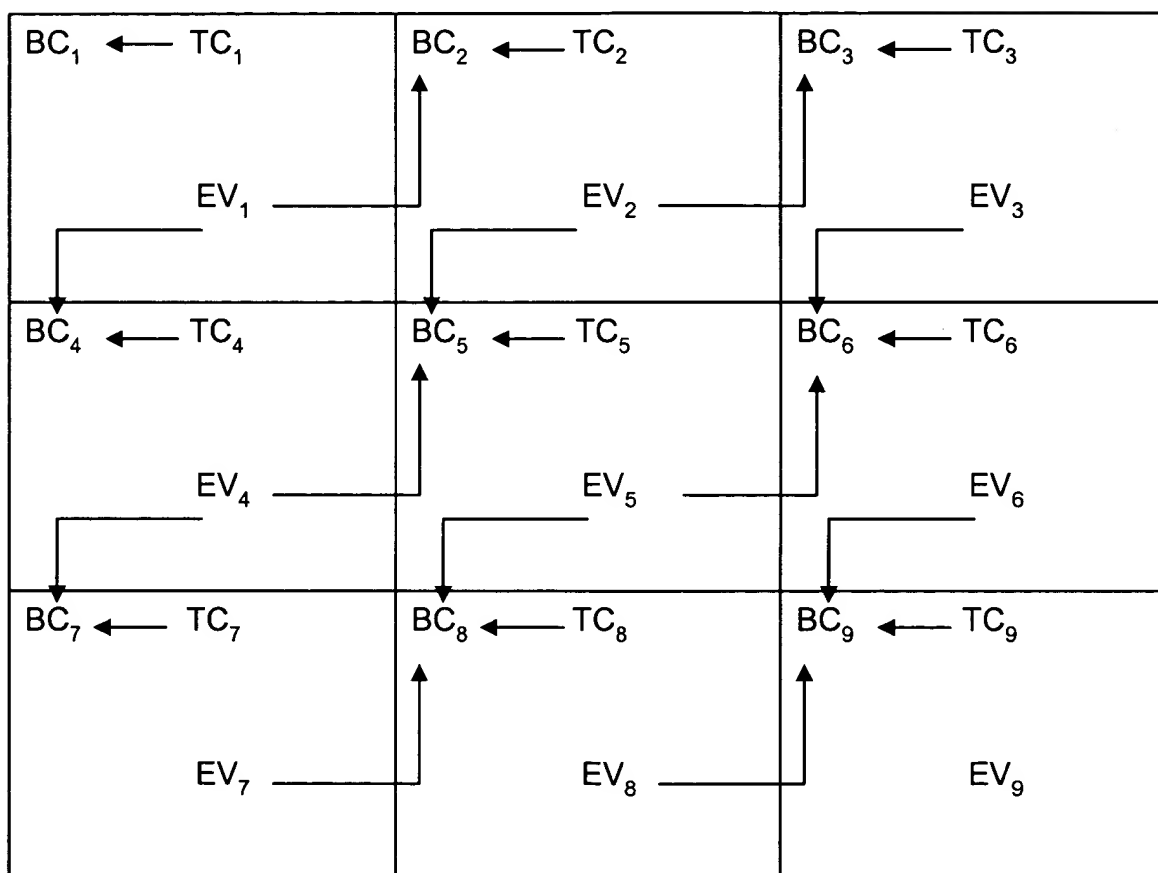 BC₁ TC₁ BC₂ TC₂ BC₃ TC₃
EV₁ EV₂ EV₃
BC₄ TC₄ BC₅ TC₅ BC₆ TC₆
EV₄ EV₅ EV₆
BC₇ TC₇ BC₈ TC₈ BC₉ TC₉
EV₇ EV₈ EV₉